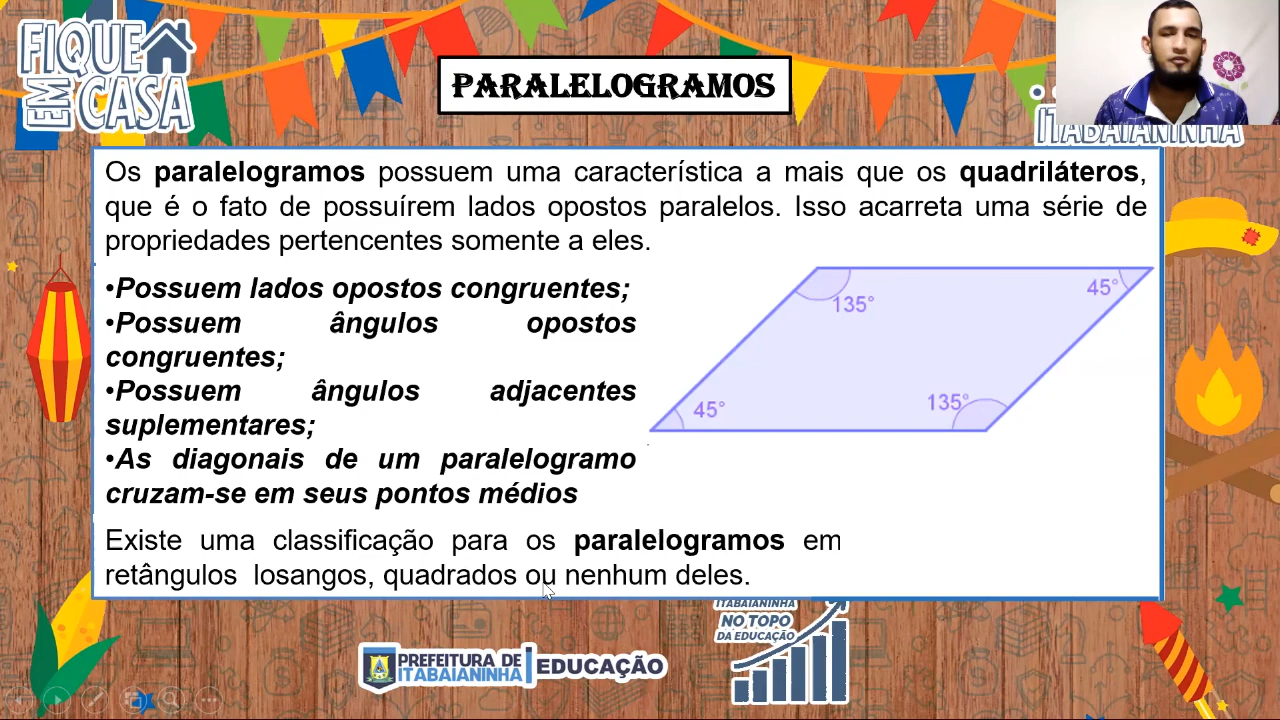 FIQUE
EM
CASA
PARALELOGRAMOS
ITABAIANINHA
Os paralelogramos possuem uma característica a mais que os quadriláteros,
que é o fato de possuírem lados opostos paralelos. Isso acarreta uma série de
propriedades pertencentes somente a eles.
•Possuem lados opostos congruentes;
•Possuem ângulos opostos
congruentes;
•Possuem ângulos adjacentes
suplementares;
•As diagonais de um paralelogramo
cruzam-se em seus pontos médios
135°
45°
45°
135°
Existe uma classificação para os paralelogramos em
retângulos losangos, quadrados ou nenhum deles.
ITABAIANINHA
NO TOPO
DA EDUCAÇÃO
PREFEITURA DE
ITABAIANINHA
EDUCAÇÃO